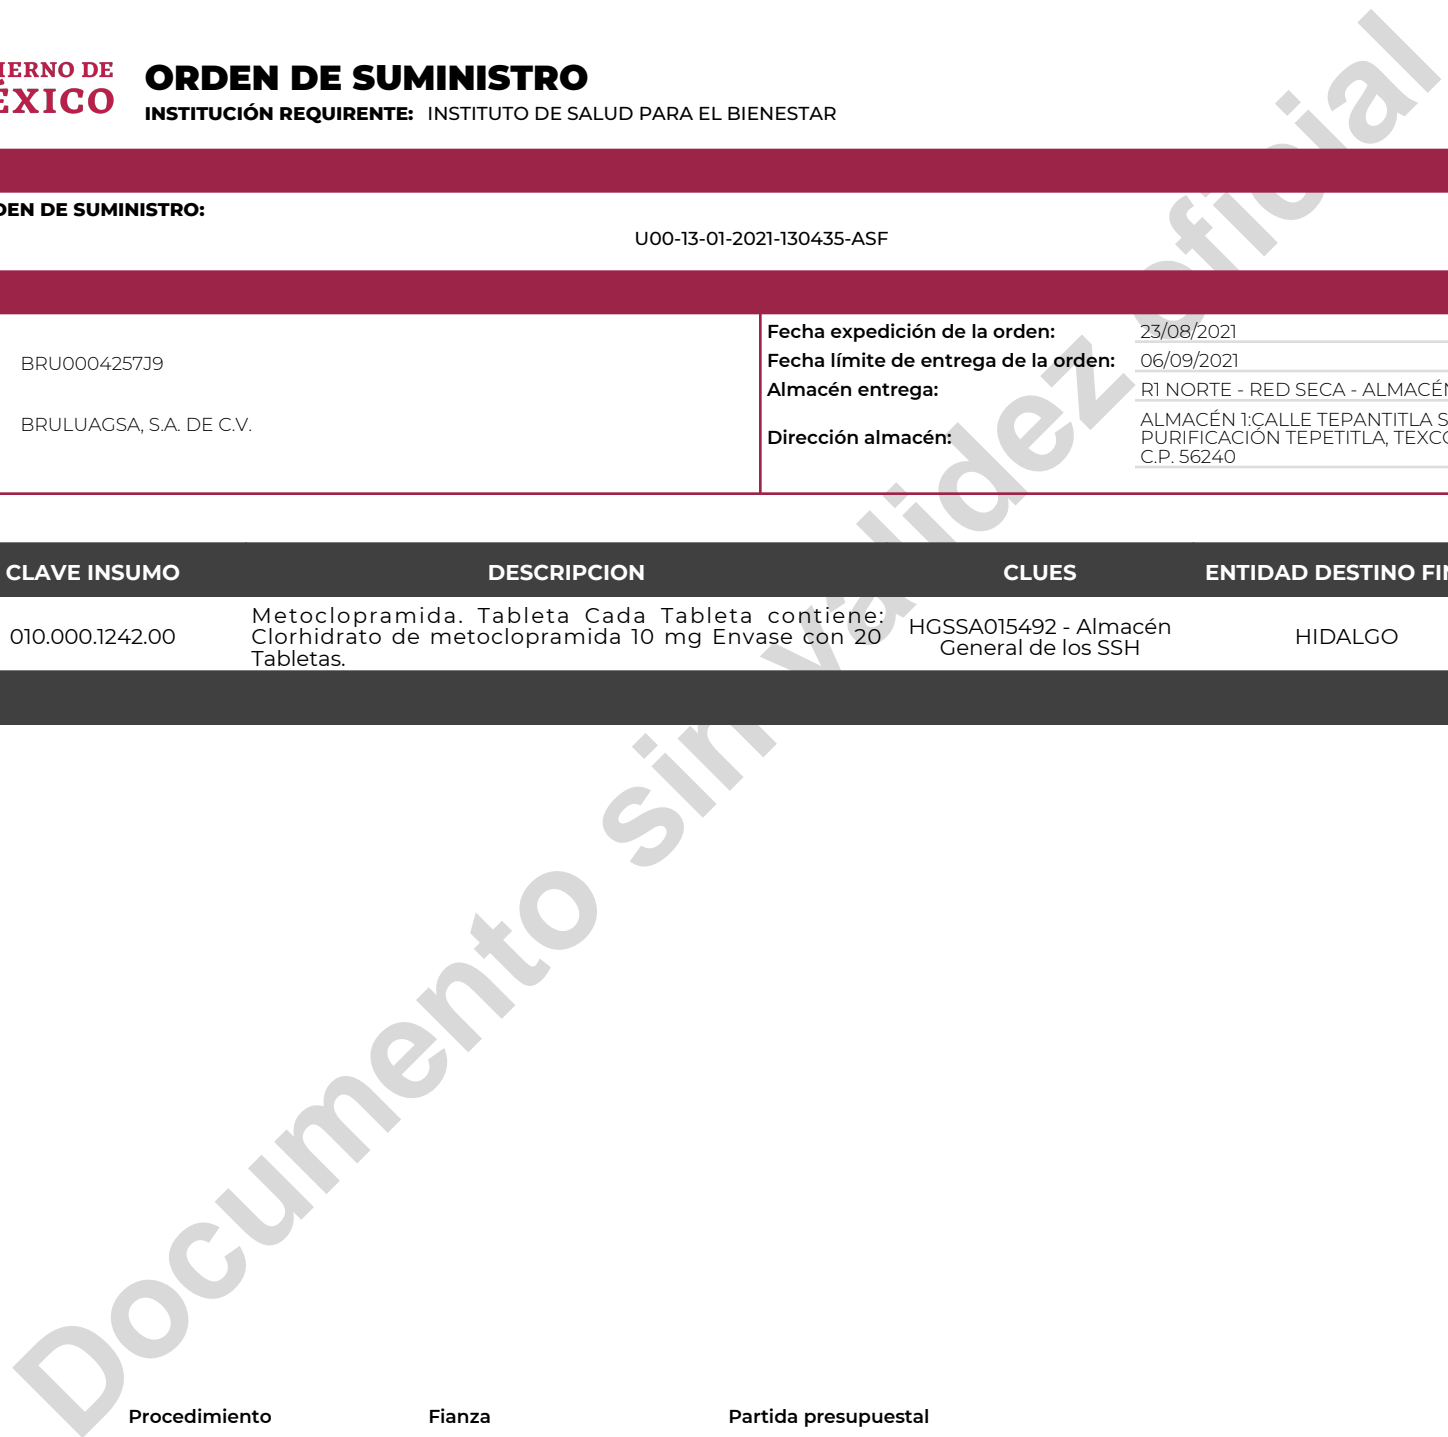 IERNO DE
ÉXICO
ORDEN DE SUMINISTRO
INSTITUCIÓN REQUIRENTE: INSTITUTO DE SALUD PARA EL BIENESTAR
DEN DE SUMINISTRO:
U00-13-01-2021-130435-ASF
BRU0004257J9
BRULUAGSA, S.A. DE C.V.
Fecha expedición de la orden: 23/08/2021
Fecha límite de entrega de la orden: 06/09/2021
Almacén entrega: R1 NORTE - RED SECA - ALMACÉN
Dirección almacén:
ALMACÉN 1:CALLE TEPANTITLA S
PURIFICACIÓN TEPETITLA, TEXCO
C.P. 56240
CLAVE INSUMO DESCRIPCION CLUES ENTIDAD DESTINO FIN
010.000.1242.00
Metoclopramida. Tableta Cada Tableta contiene:
Clorhidrato de metoclopramida 10 mg Envase con 20
Tabletas.
HGSSA015492 - Almacén
General de los SSH
HIDALGO
Documento sin validez oficial
Procedimiento Fianza Partida presupuestal